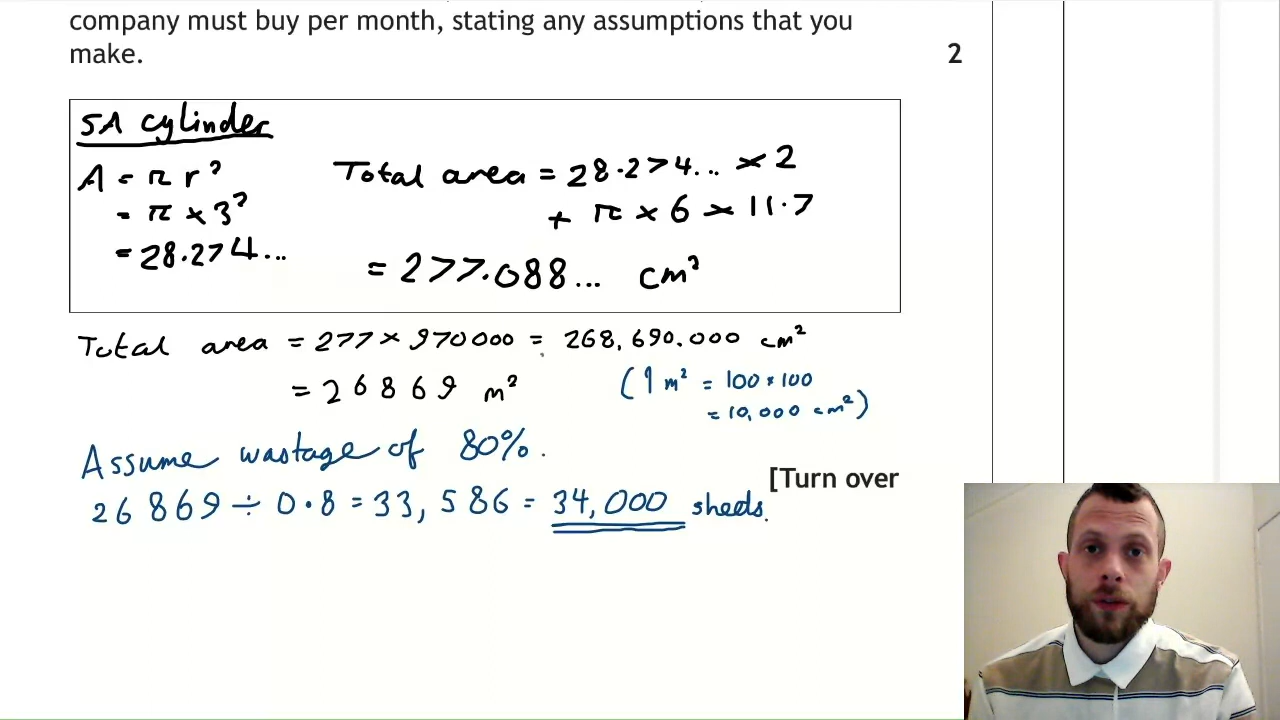 company must buy per month, stating any assumptions that you
make. 2
SA cylinder
A = π r²
= π × 3²
= 28.274...
Total area = 28.274... × 2
+ π × 6 × 11.7
= 277.088... cm²
Total area = 277 × 970000 = 268,690,000 cm²
= 26869 m²
(1 m² = 100 × 100
= 10,000 cm²)
Assume wastage of 80%.
[Turn over
26869 ÷ 0.8 = 33,586 = 34,000 sheds.